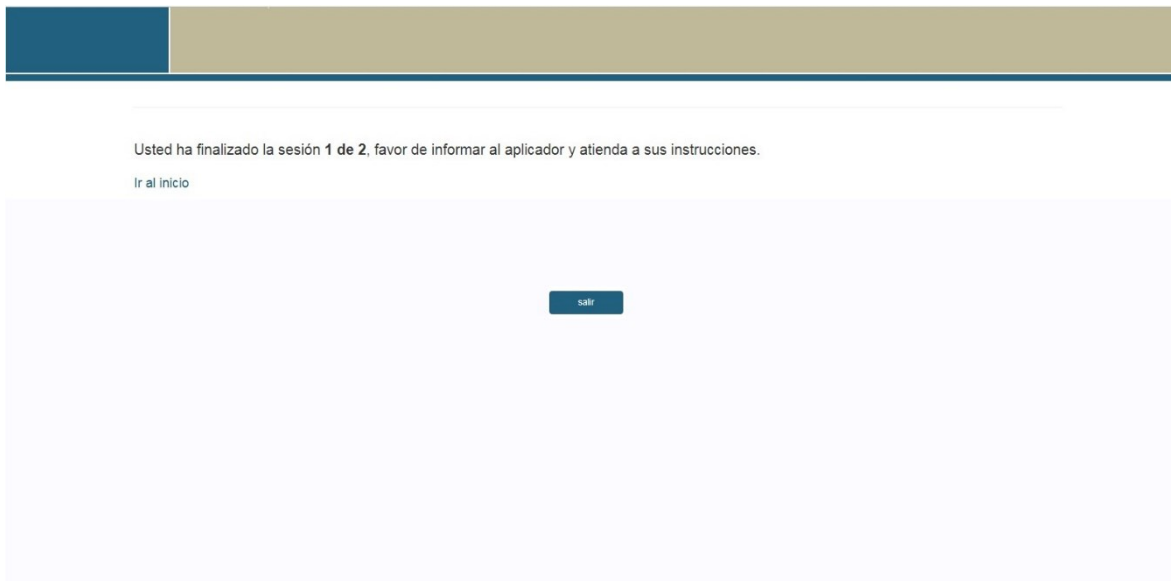 Usted ha finalizado la sesión 1 de 2, favor de informar al aplicador y atienda a sus instrucciones.
Ir al inicio
salir